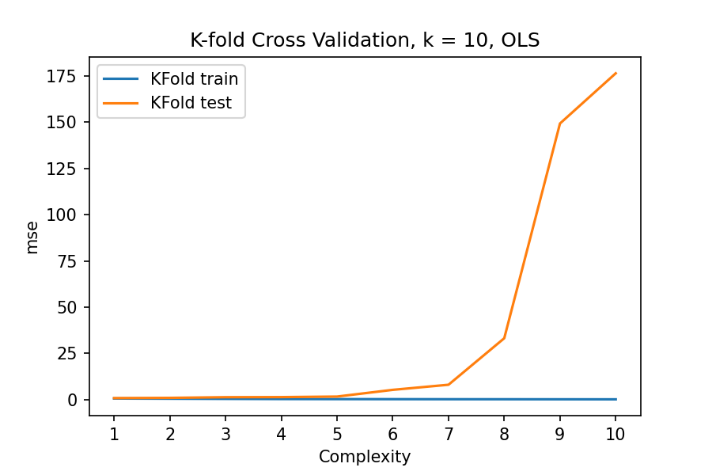 K-fold Cross Validation, k = 10, OLS
KFold train
KFold test
175
150
125
100
75
50
25
0
mse
1 2 3 4 5 6 7 8 9 10
Complexity